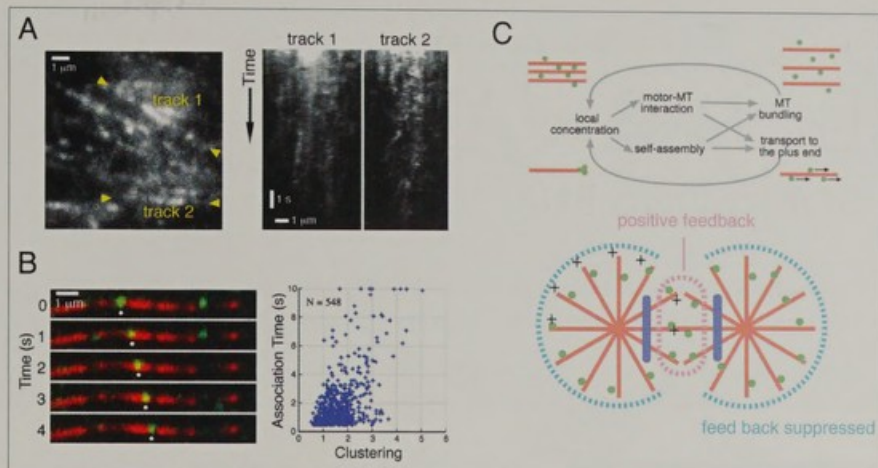 A
1 μm
track 1
track 2
Time
track 1
track 2
1 s
1 μm
B
1 μm
Time (s)
0
1
2
3
4
Association Time (s)
10
8
6
4
2
0
N = 548
0 1 2 3 4 5 6
Clustering
C
local
concentration
motor-MT
interaction
self-assembly
MT
bundling
transport to
the plus end
positive feedback
+ + +
+
+
+
+
feed back suppressed